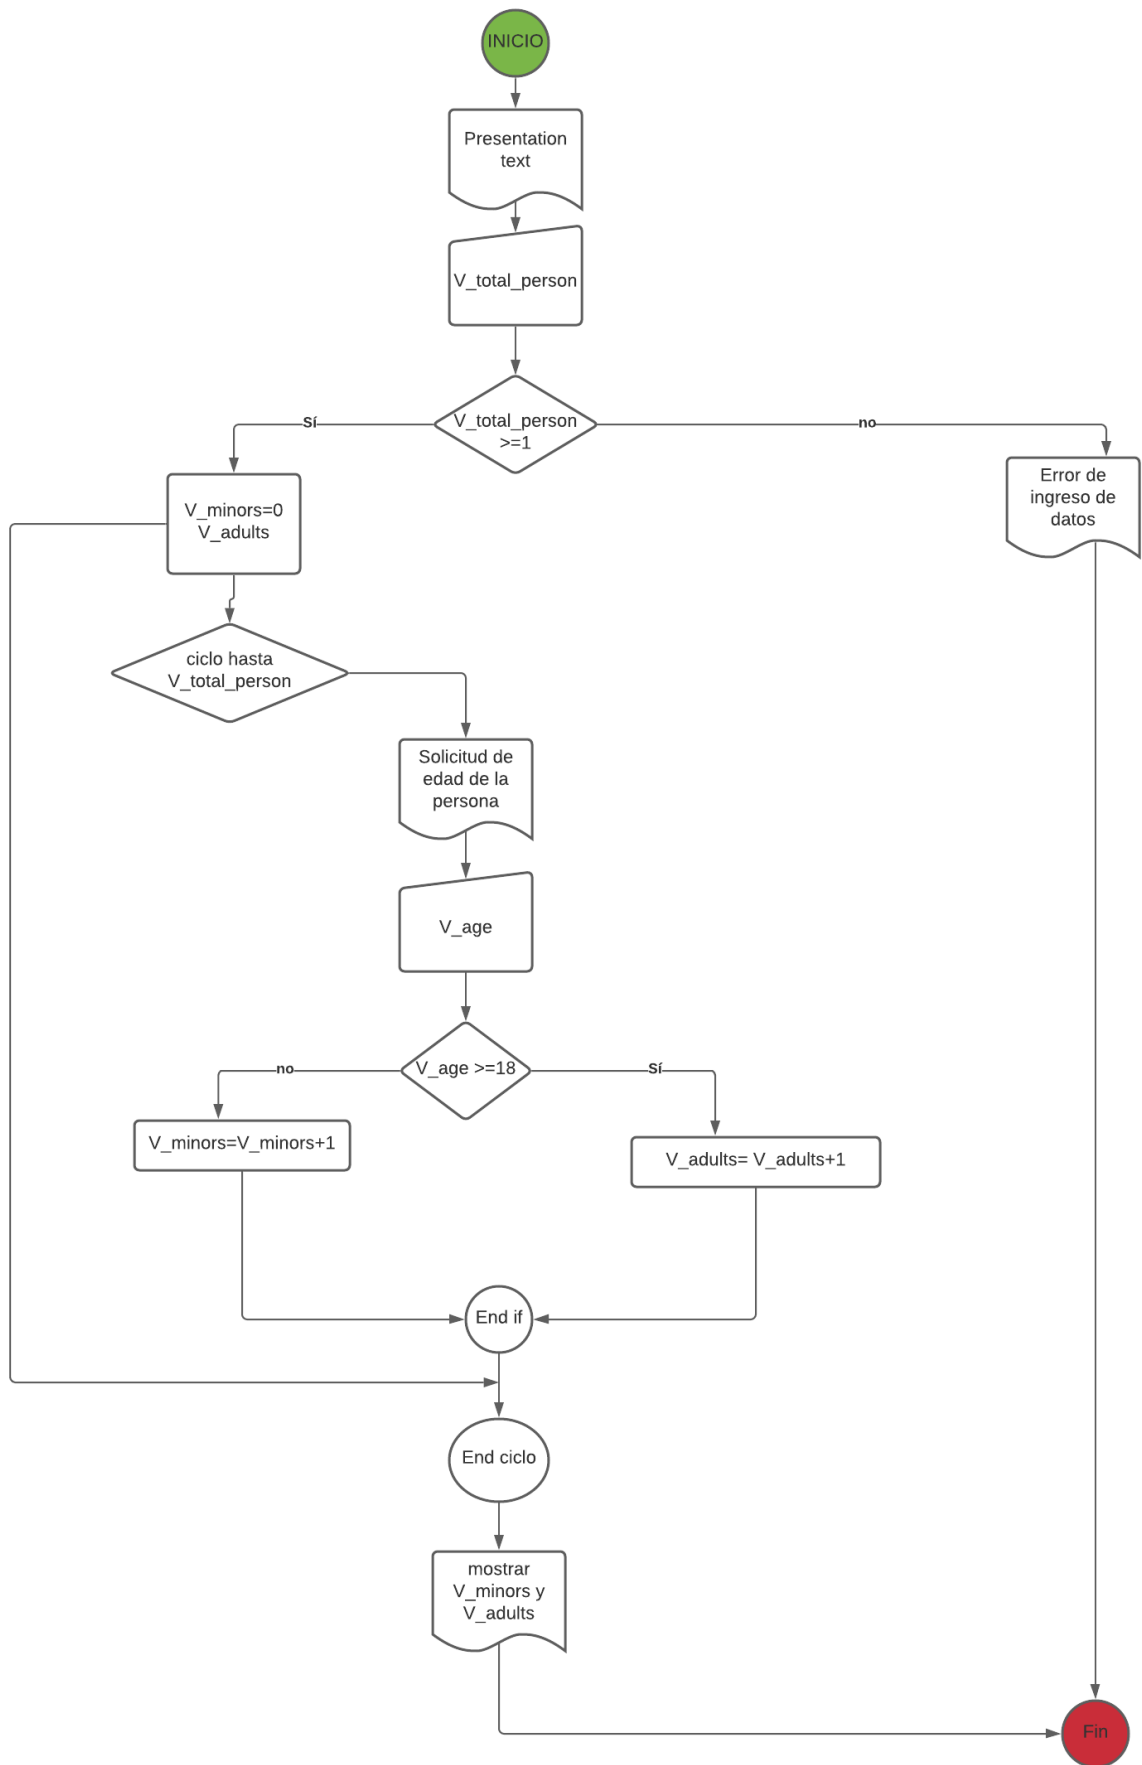 INICIO
Presentation
text
V_total_person
V_total_person
>=1
Sí
no
V_minors=0
V_adults
Error de
ingreso de
datos
ciclo hasta
V_total_person
Solicitud de
edad de la
persona
V_age
V_age >=18
no
Sí
V_minors=V_minors+1
V_adults= V_adults+1
End if
End ciclo
mostrar
V_minors y
V_adults
Fin